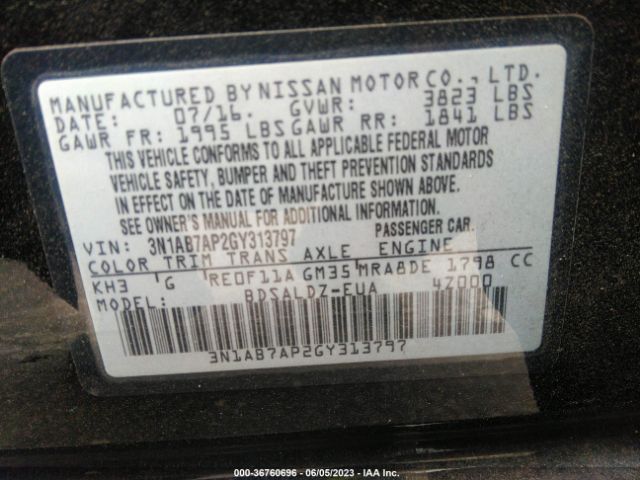 MANUFACTURED BY NISSAN MOTOR CO., LTD.
DATE: 07/16. GVWR: 3823 LBS
GAWR FR: 1995 LBS GAWR RR: 1841 LBS
THIS VEHICLE CONFORMS TO ALL APPLICABLE FEDERAL MOTOR
VEHICLE SAFETY, BUMPER AND THEFT PREVENTION STANDARDS
IN EFFECT ON THE DATE OF MANUFACTURE SHOWN ABOVE.
SEE OWNER'S MANUAL FOR ADDITIONAL INFORMATION.
VIN: 3N1AB7AP2GY313797 PASSENGER CAR.
COLOR TRIM TRANS AXLE ENGINE
KH3 G RE0F11A GM35 MRA8DE 1798 CC
MODEL: BDSALDZ-EUA 4Z000
3N1AB7AP2GY313797
000-36760696 - 06/05/2023 - IAA Inc.